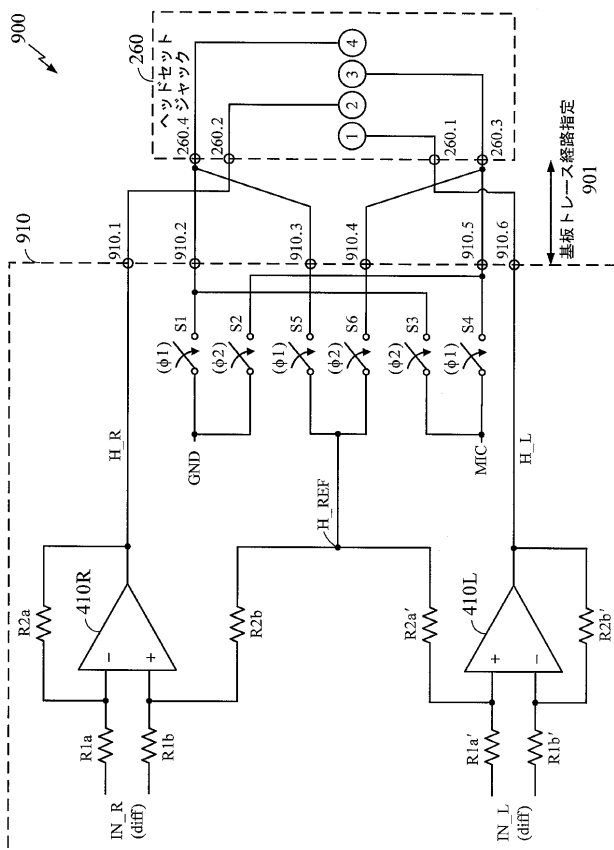 900
260
ヘッドセット
ジャック
4
3
2
1
260.4
260.2
260.1
260.3
基板トレース経路指定
901
910
910.1
910.2
910.3
910.4
910.5
910.6
S1
S2
S5
S6
S3
S4
(ϕ1)
(ϕ2)
(ϕ1)
(ϕ2)
(ϕ2)
(ϕ1)
GND
MIC
H_R
H_REF
H_L
R2a
410R
R2b
R2a′
410L
R2b′
−
+
+
−
R1a
R1b
R1a′
R1b′
IN_R
(diff)
IN_L
(diff)